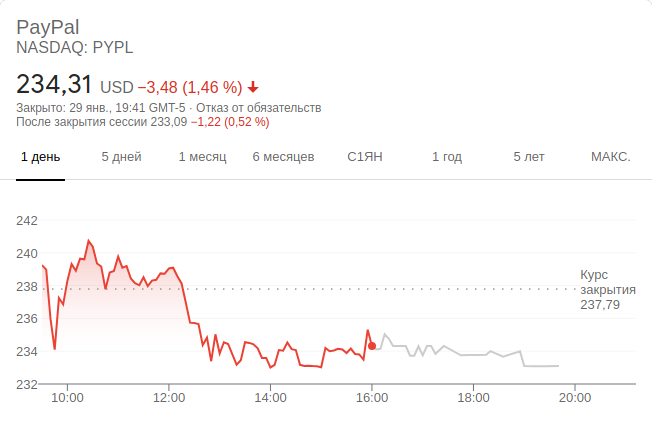 PayPal
NASDAQ: PYPL
234,31 USD −3,48 (1,46 %)
Закрыто: 29 янв., 19:41 GMT-5 · Отказ от обязательств
После закрытия сессии 233,09 −1,22 (0,52 %)
1 день 5 дней 1 месяц 6 месяцев С1ЯН 1 год 5 лет МАКС.
242
240
238
236
234
232
Курс
закрытия
237,79
10:00 12:00 14:00 16:00 18:00 20:00